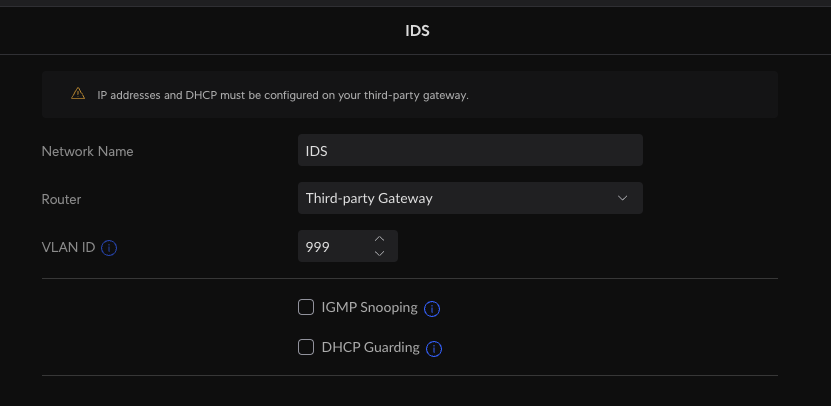 IDS
IP addresses and DHCP must be configured on your third-party gateway.
Network Name
IDS
Router
Third-party Gateway
VLAN ID
999
IGMP Snooping
DHCP Guarding